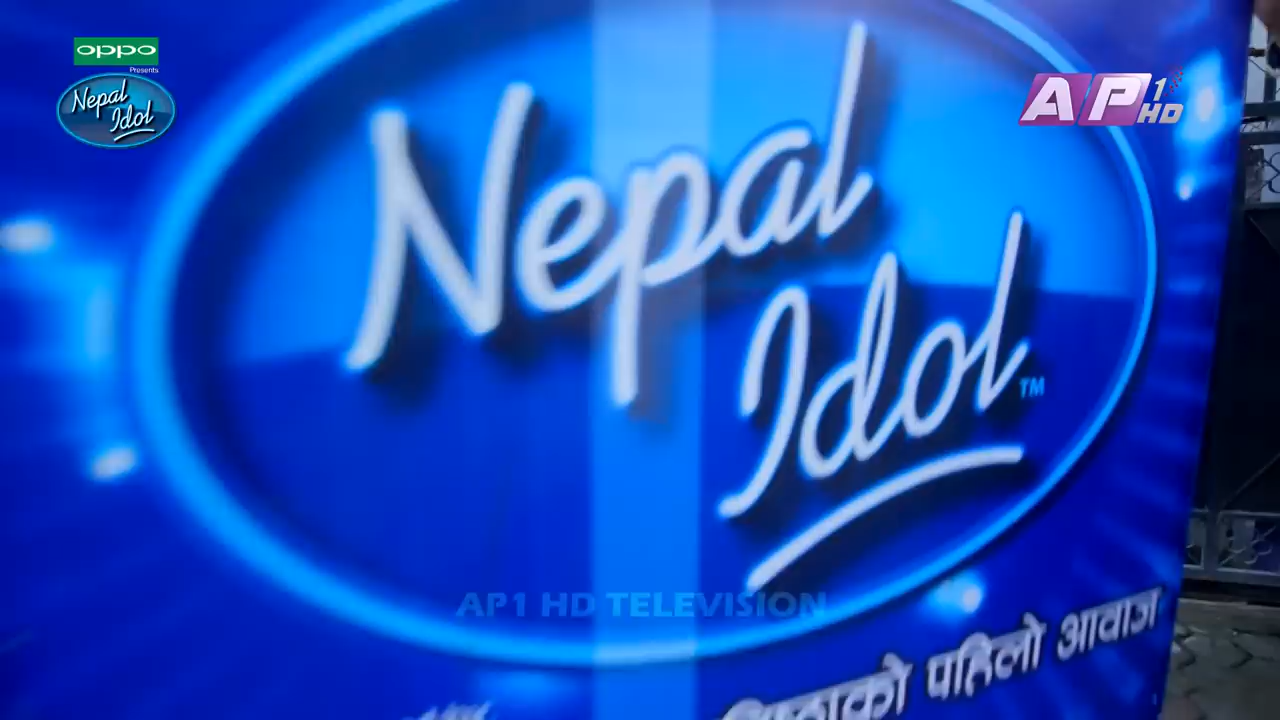 oppo
Presents
Nepal
Idol
AP1
HD
Nepal
Idol
TM
AP1 HD TELEVISION
पहिलो आवाज